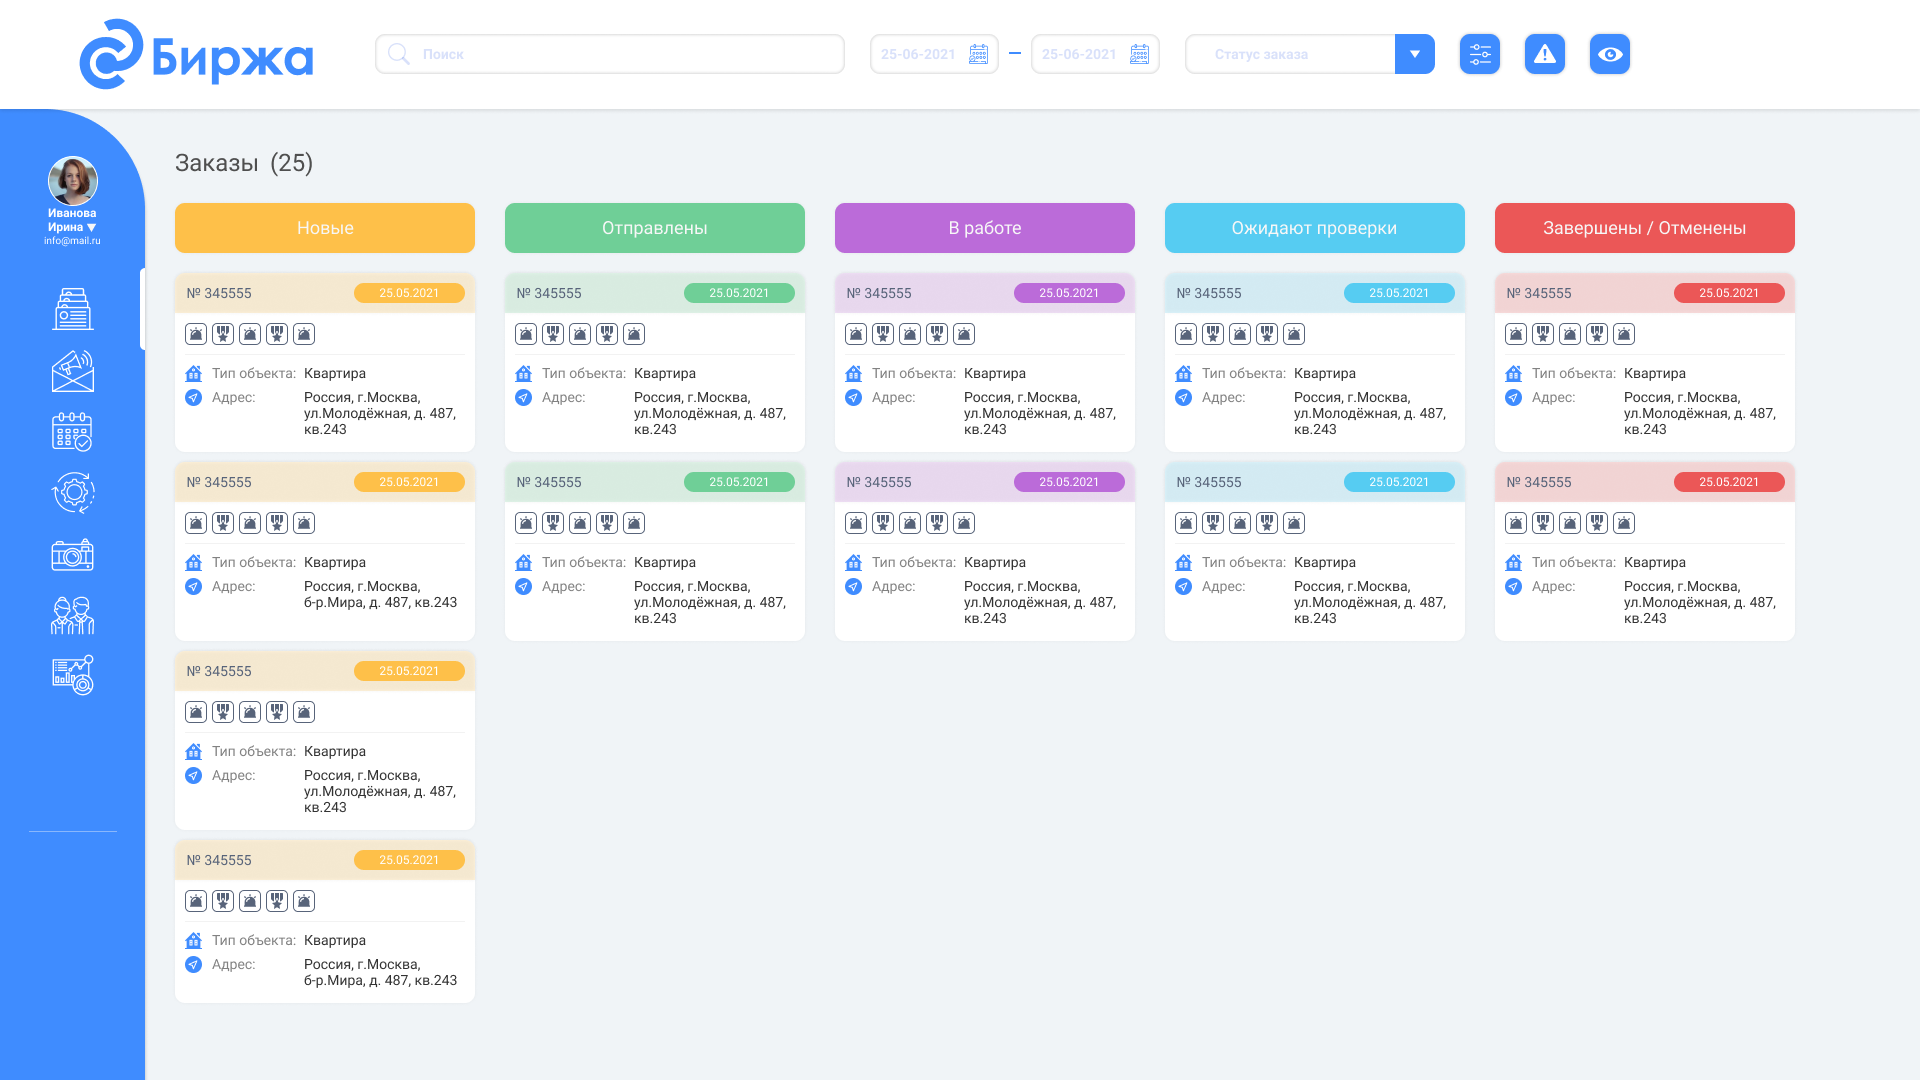 Биржа
Поиск
25-06-2021
25-06-2021
Статус заказа
Иванова
Ирина ▼
info@mail.ru
Заказы (25)
Новые
№ 345555
25.05.2021
Тип объекта: Квартира
Адрес: Россия, г.Москва,
ул.Молодёжная, д. 487,
кв.243
№ 345555
25.05.2021
Тип объекта: Квартира
Адрес: Россия, г.Москва,
б-р.Мира, д. 487, кв.243
№ 345555
25.05.2021
Тип объекта: Квартира
Адрес: Россия, г.Москва,
ул.Молодёжная, д. 487,
кв.243
№ 345555
25.05.2021
Тип объекта: Квартира
Адрес: Россия, г.Москва,
б-р.Мира, д. 487, кв.243
Отправлены
№ 345555
25.05.2021
Тип объекта: Квартира
Адрес: Россия, г.Москва,
ул.Молодёжная, д. 487,
кв.243
№ 345555
25.05.2021
Тип объекта: Квартира
Адрес: Россия, г.Москва,
ул.Молодёжная, д. 487,
кв.243
В работе
№ 345555
25.05.2021
Тип объекта: Квартира
Адрес: Россия, г.Москва,
ул.Молодёжная, д. 487,
кв.243
№ 345555
25.05.2021
Тип объекта: Квартира
Адрес: Россия, г.Москва,
ул.Молодёжная, д. 487,
кв.243
Ожидают проверки
№ 345555
25.05.2021
Тип объекта: Квартира
Адрес: Россия, г.Москва,
ул.Молодёжная, д. 487,
кв.243
№ 345555
25.05.2021
Тип объекта: Квартира
Адрес: Россия, г.Москва,
ул.Молодёжная, д. 487,
кв.243
Завершены / Отменены
№ 345555
25.05.2021
Тип объекта: Квартира
Адрес: Россия, г.Москва,
ул.Молодёжная, д. 487,
кв.243
№ 345555
25.05.2021
Тип объекта: Квартира
Адрес: Россия, г.Москва,
ул.Молодёжная, д. 487,
кв.243